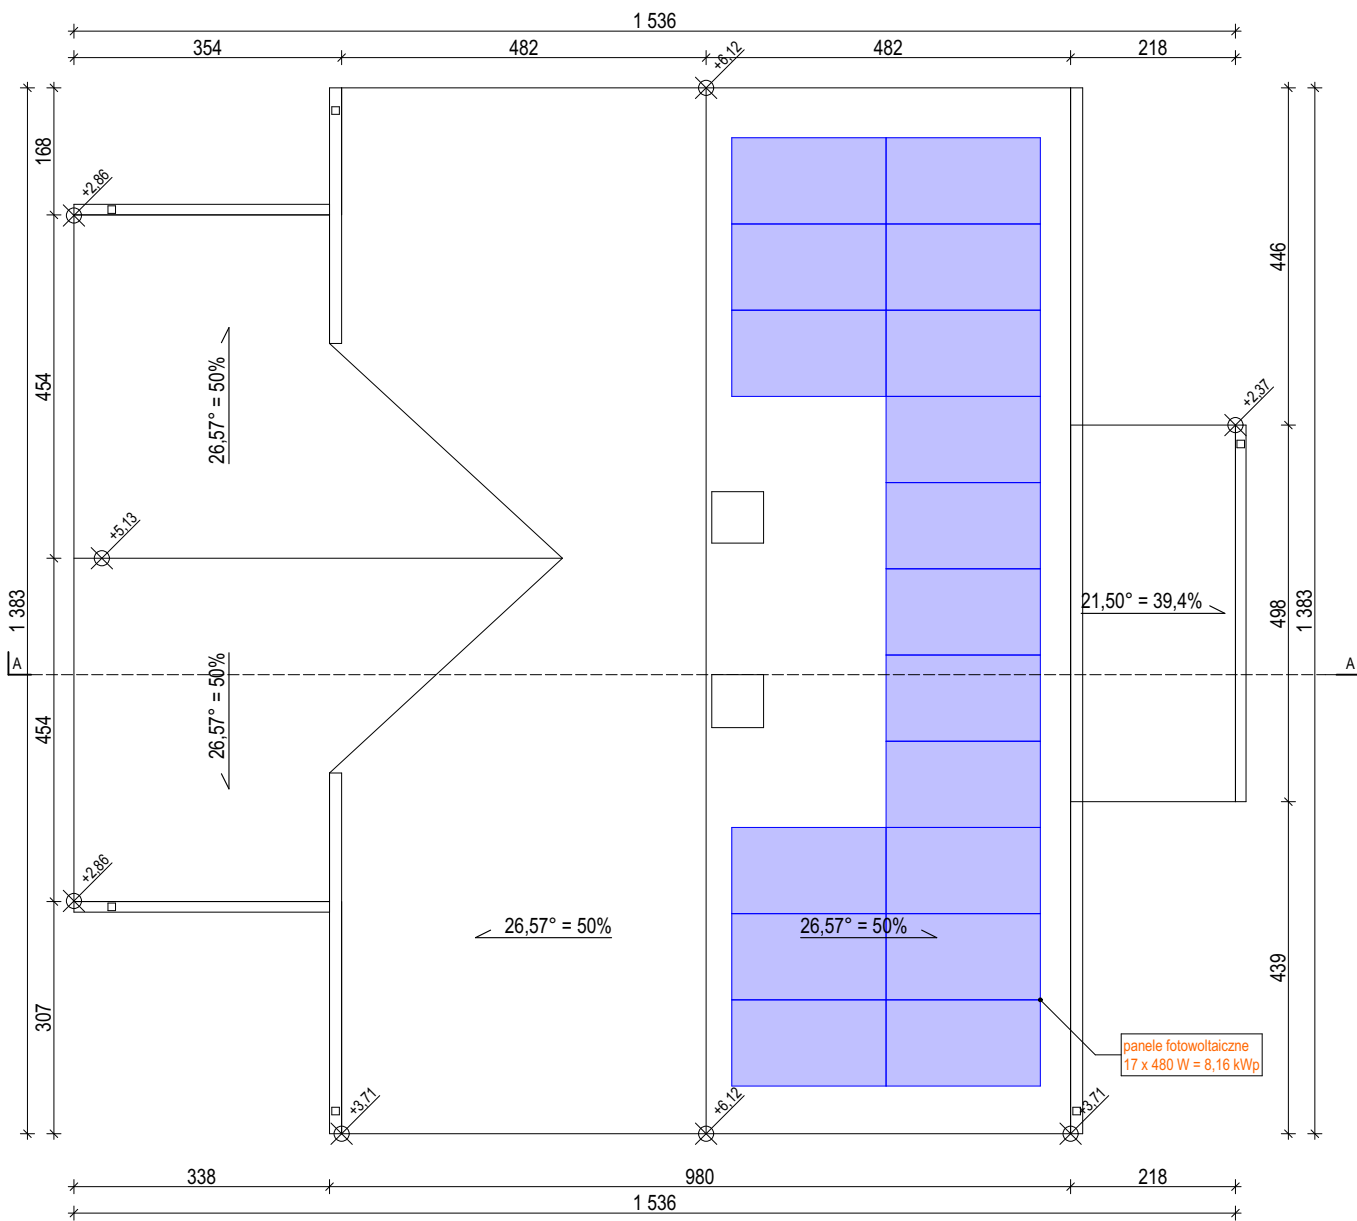 1 536
354
482
482
218
+6,12
168
+2,86
446
454
26,57° = 50%
+2,37
+5,13
1 383
21,50° = 39,4%
498
1 383
A
A
26,57° = 50%
454
+2,86
26,57° = 50%
26,57° = 50%
439
307
panele fotowoltaiczne
17 x 480 W = 8,16 kWp
+3,71
+6,12
+3,71
338
980
218
1 536